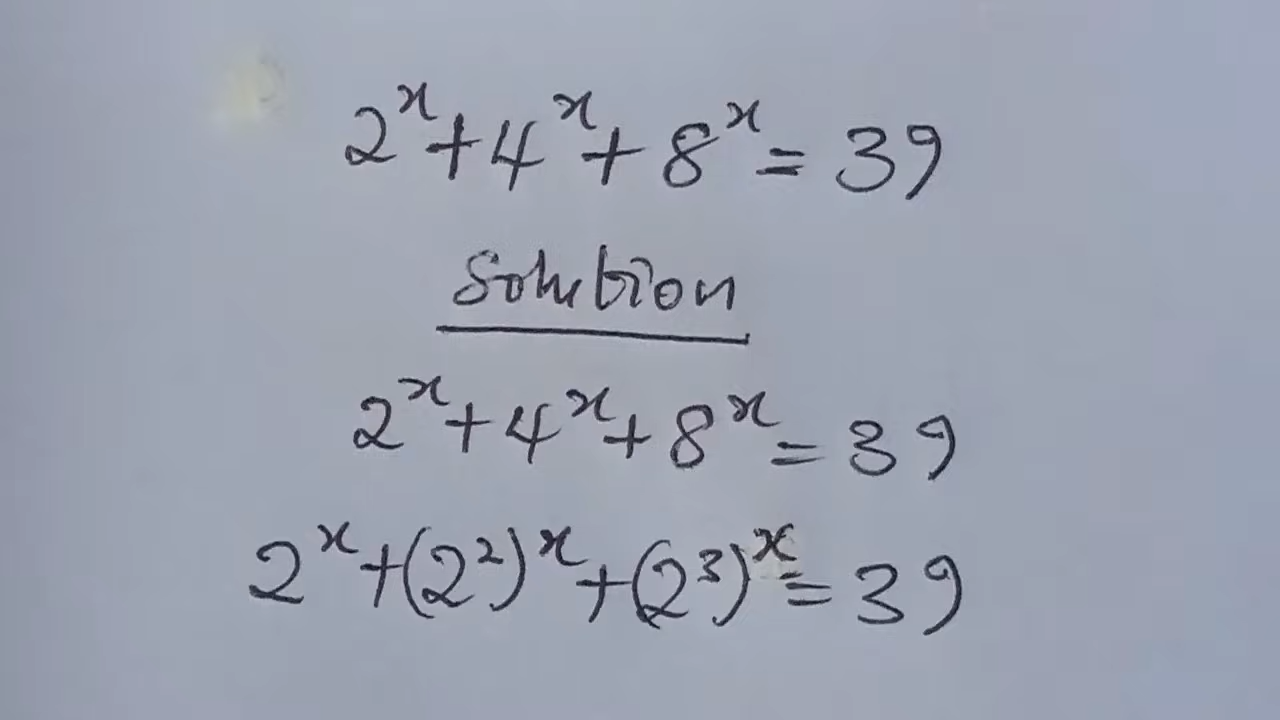 2^x + 4^x + 8^x = 39
Solution
2^x + 4^x + 8^x = 39
2^x + (2^2)^x + (2^3)^x = 39